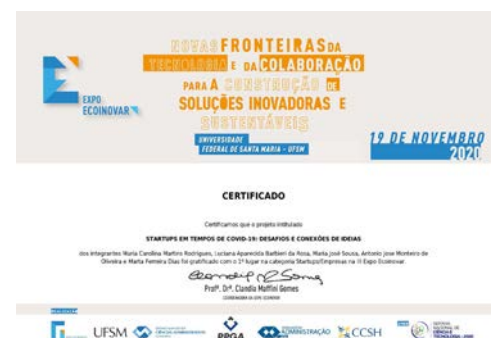 NOVAS FRONTEIRAS DA
TECNOLOGIA E DA COLABORAÇÃO
PARA A CONSTRUÇÃO DE
SOLUÇÕES INOVADORAS E
SUSTENTÁVEIS
EXPO
ECOINOVAR
UNIVERSIDADE
FEDERAL DE SANTA MARIA - UFSM
19 DE NOVEMBRO
2020
CERTIFICADO
Certificamos que o projeto intitulado
STARTUPS EM TEMPOS DE COVID-19: DESAFIOS E CONEXÕES DE IDEIAS
dos integrantes Maria Carolina Martins Rodrigues, Luciana Aparecida Barbieri da Rosa, Maria José Sousa, Antonio Jose Monteiro de
Oliveira e Marta Ferreira Dias foi gratificado com o 1º lugar na categoria Startups/Empresas na II Expo Ecoinovar.
Profª. Drª. Clandia Maffini Gomes
UFSM
PPGA
ADMINISTRAÇÃO
CCSH